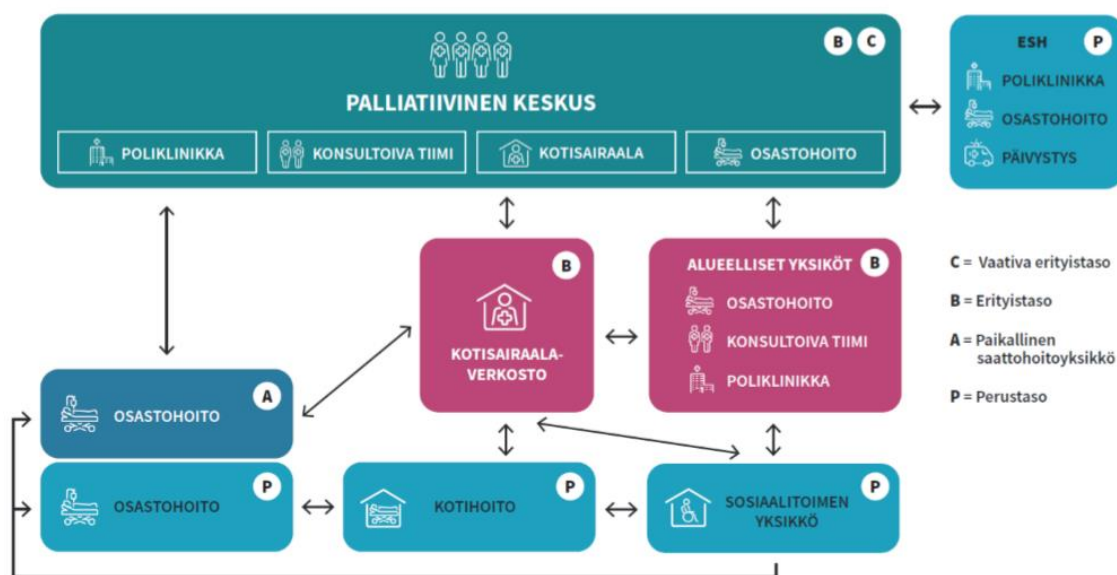 B C
PALLIATIIVINEN KESKUS
POLIKLINIKKA
KONSULTOIVA TIIMI
KOTISAIRAALA
OSASTOHOITO
ESH P
POLIKLINIKKA
OSASTOHOITO
PÄIVYSTYS
B
KOTISAIRAALA-
VERKOSTO
ALUEELLISET YKSIKÖT B
OSASTOHOITO
KONSULTOIVA TIIMI
POLIKLINIKKA
C = Vaativa erityistaso
B = Erityistaso
A = Paikallinen
saattohoitoyksikkö
P = Perustaso
OSASTOHOITO A
OSASTOHOITO P
KOTIHOITO P
SOSIAALITOIMEN P
YKSIKKÖ